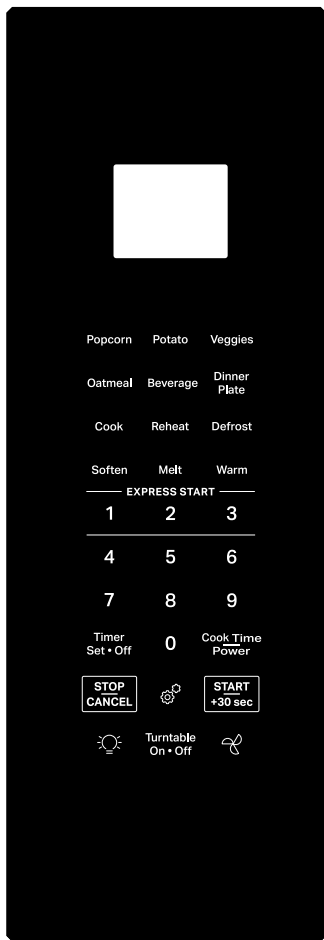 Popcorn Potato Veggies
Oatmeal Beverage Dinner
Plate
Cook Reheat Defrost
Soften Melt Warm
EXPRESS START
1 2 3
4 5 6
7 8 9
Timer
Set • Off
0
Cook Time
Power
STOP
CANCEL
START
+30 sec
Turntable
On • Off